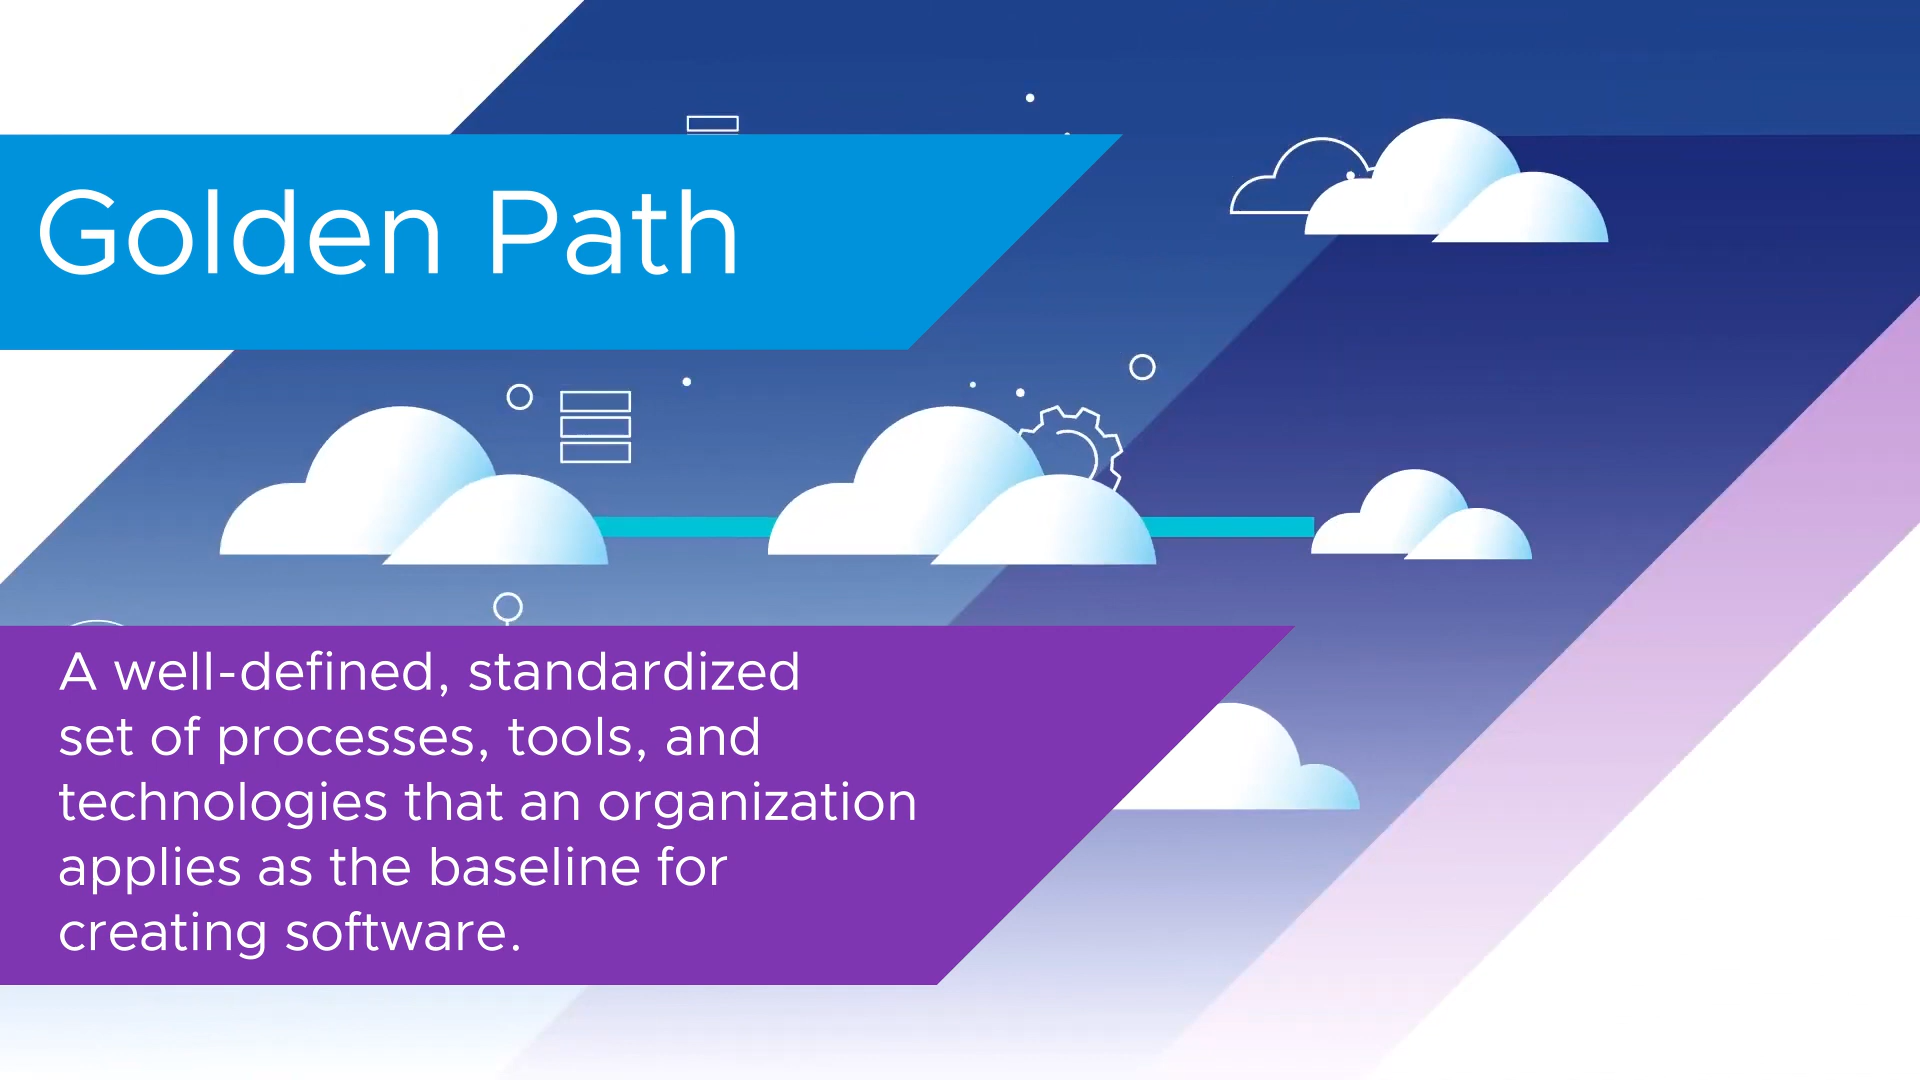 Golden Path
A well-defined, standardized
set of processes, tools, and
technologies that an organization
applies as the baseline for
creating software.